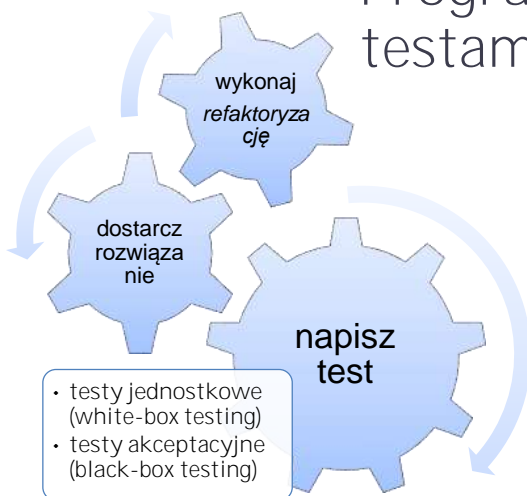 testam
wykonaj
refaktoryza
cję
dostarcz
rozwiąza
nie
napisz
test
• testy jednostkowe
(white-box testing)
• testy akceptacyjne
(black-box testing)